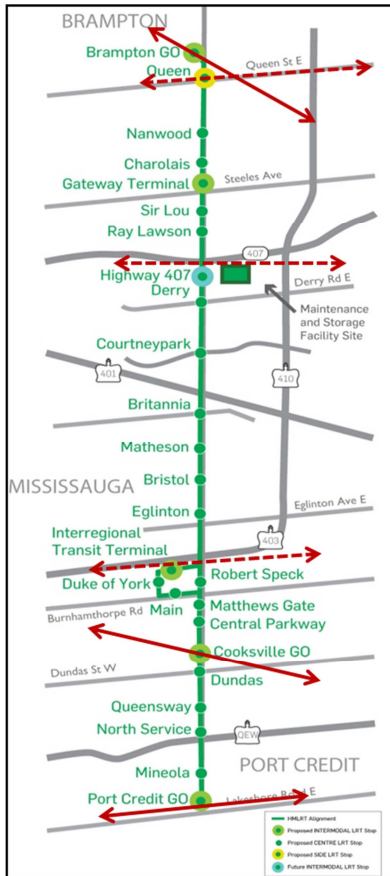 BRAMPTON
Brampton GO
Queen
Queen St E
Nanwood
Charolais
Gateway Terminal
Steeles Ave
Sir Lou
Ray Lawson
407
Highway 407
Derry
Derry Rd E
Maintenance
and Storage
Facility Site
Courtneypark
401
410
Britannia
Matheson
Bristol
MISSISSAUGA
Eglinton
Eglinton Ave E
Interregional
Transit Terminal
403
Duke of York
Robert Speck
Main
Burnhamthorpe Rd
Matthews Gate
Central Parkway
Cooksville GO
Dundas St W
Dundas
Queensway
North Service
QEW
Mineola
PORT CREDIT
Port Credit GO
Lakeshore Road E
HMLRT Alignment
Proposed INTERMODAL LRT Stop
Proposed CENTRE LRT Stop
Proposed SIDE LRT Stop
Future INTERMODAL LRT Stop